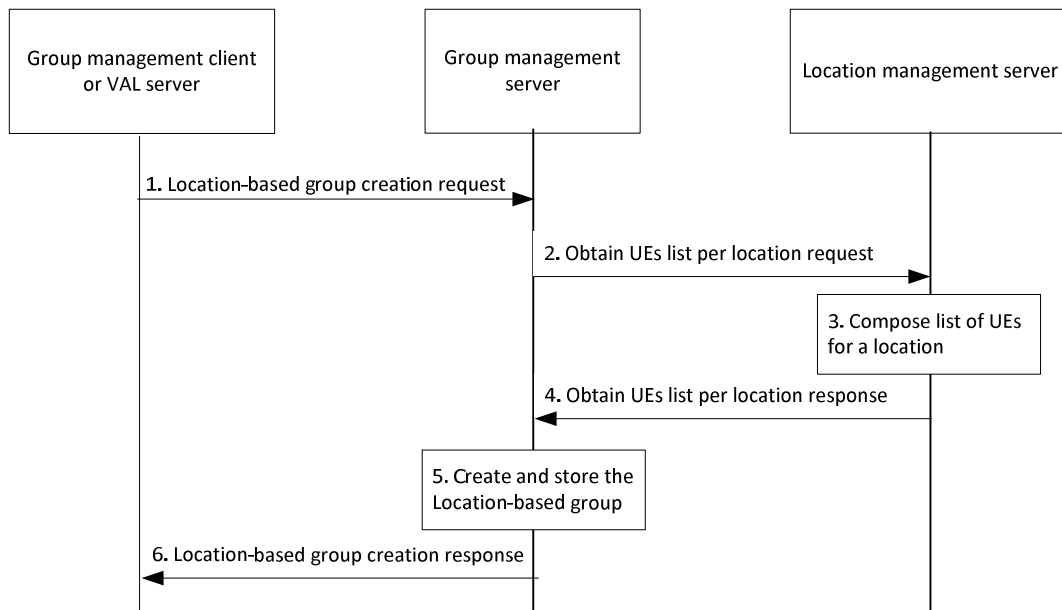 Group management client
or VAL server
Group management
server
Location management server
1. Location-based group creation request
2. Obtain UEs list per location request
3. Compose list of UEs
for a location
4. Obtain UEs list per location response
5. Create and store the
Location-based group
6. Location-based group creation response